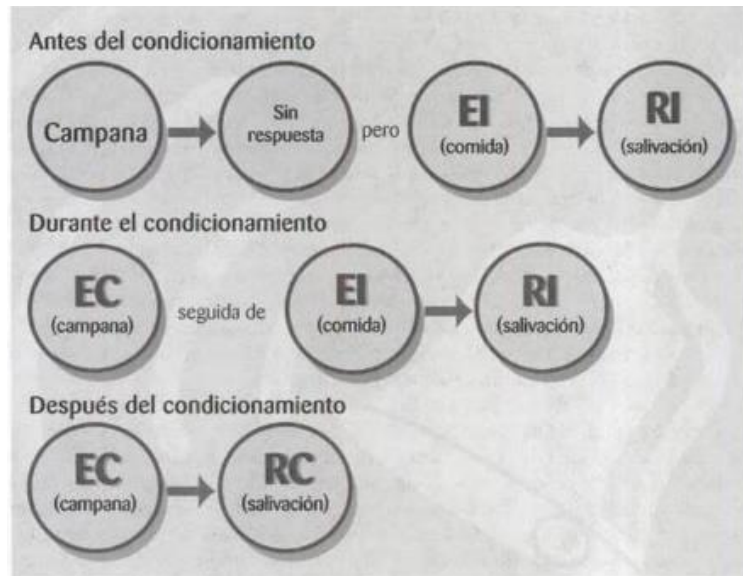 Antes del condicionamiento
Campana
Sin
respuesta
pero
EI
(comida)
RI
(salivación)
Durante el condicionamiento
EC
(campana)
seguida de
EI
(comida)
RI
(salivación)
Después del condicionamiento
EC
(campana)
RC
(salivación)